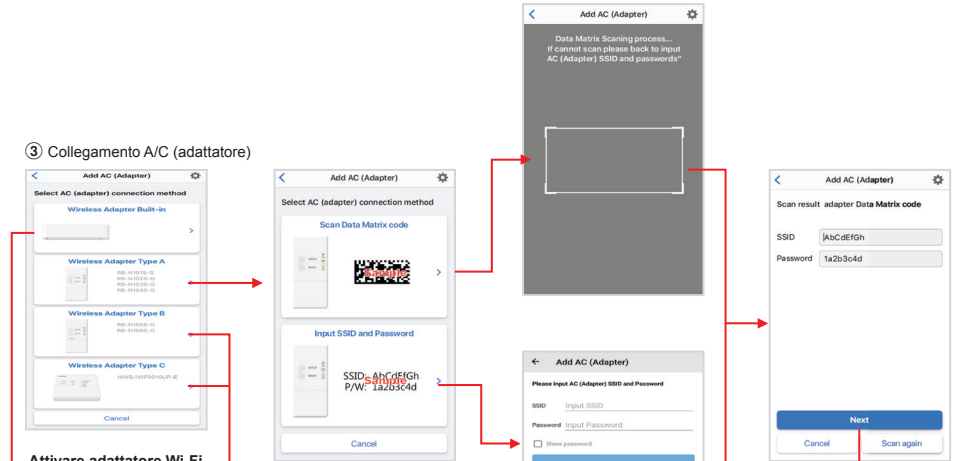 ③ Collegamento A/C (adattatore)
Add AC (Adapter)
Select AC (adapter) connection method
Wireless Adapter Built-in
Wireless Adapter Type A
RB-N101S-G
RB-N102S-G
RB-N103S-G
RB-N104S-G
Wireless Adapter Type B
RB-N105S-G
RB-N106S-G
Wireless Adapter Type C
HWS-IWP0010UP-E
Cancel
Attivare adattatore Wi-Fi
Add AC (Adapter)
Select AC (adapter) connection method
Scan Data Matrix code
Sample
Input SSID and Password
SSID: AbCdEfGh
P/W: 1a2b3c4d
Sample
Cancel
Add AC (Adapter)
Data Matrix Scaning process...
If cannot scan please back to input
AC (Adapter) SSID and passwords"
Add AC (Adapter)
Please input AC (Adapter) SSID and Password
SSID Input SSID
Password Input Password
Show password
Add AC (Adapter)
Scan result adapter Data Matrix code
SSID AbCdEfGh
Password 1a2b3c4d
Next
Cancel Scan again